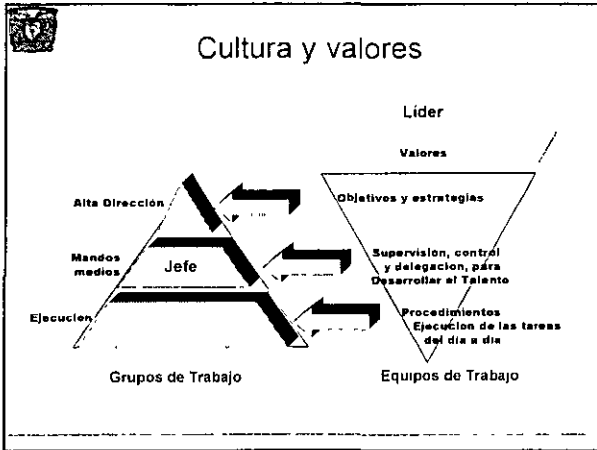 Cultura y valores
Líder
Valores
Alta Dirección
Objetivos y estrategias
Mandos
medios
Jefe
Supervisión, control
y delegacion, para
Desarrollar el Talento
Ejecucion
Procedimientos
Ejecucion de las tareas
del dia a dia
Grupos de Trabajo
Equipos de Trabajo